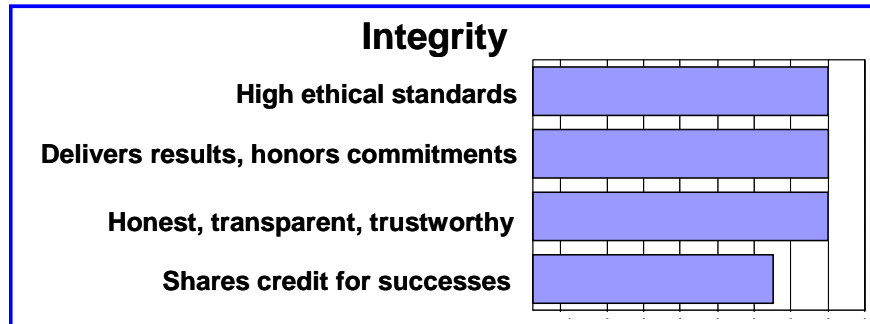 Integrity
High ethical standards
Delivers results, honors commitments
Honest, transparent, trustworthy
Shares credit for successes